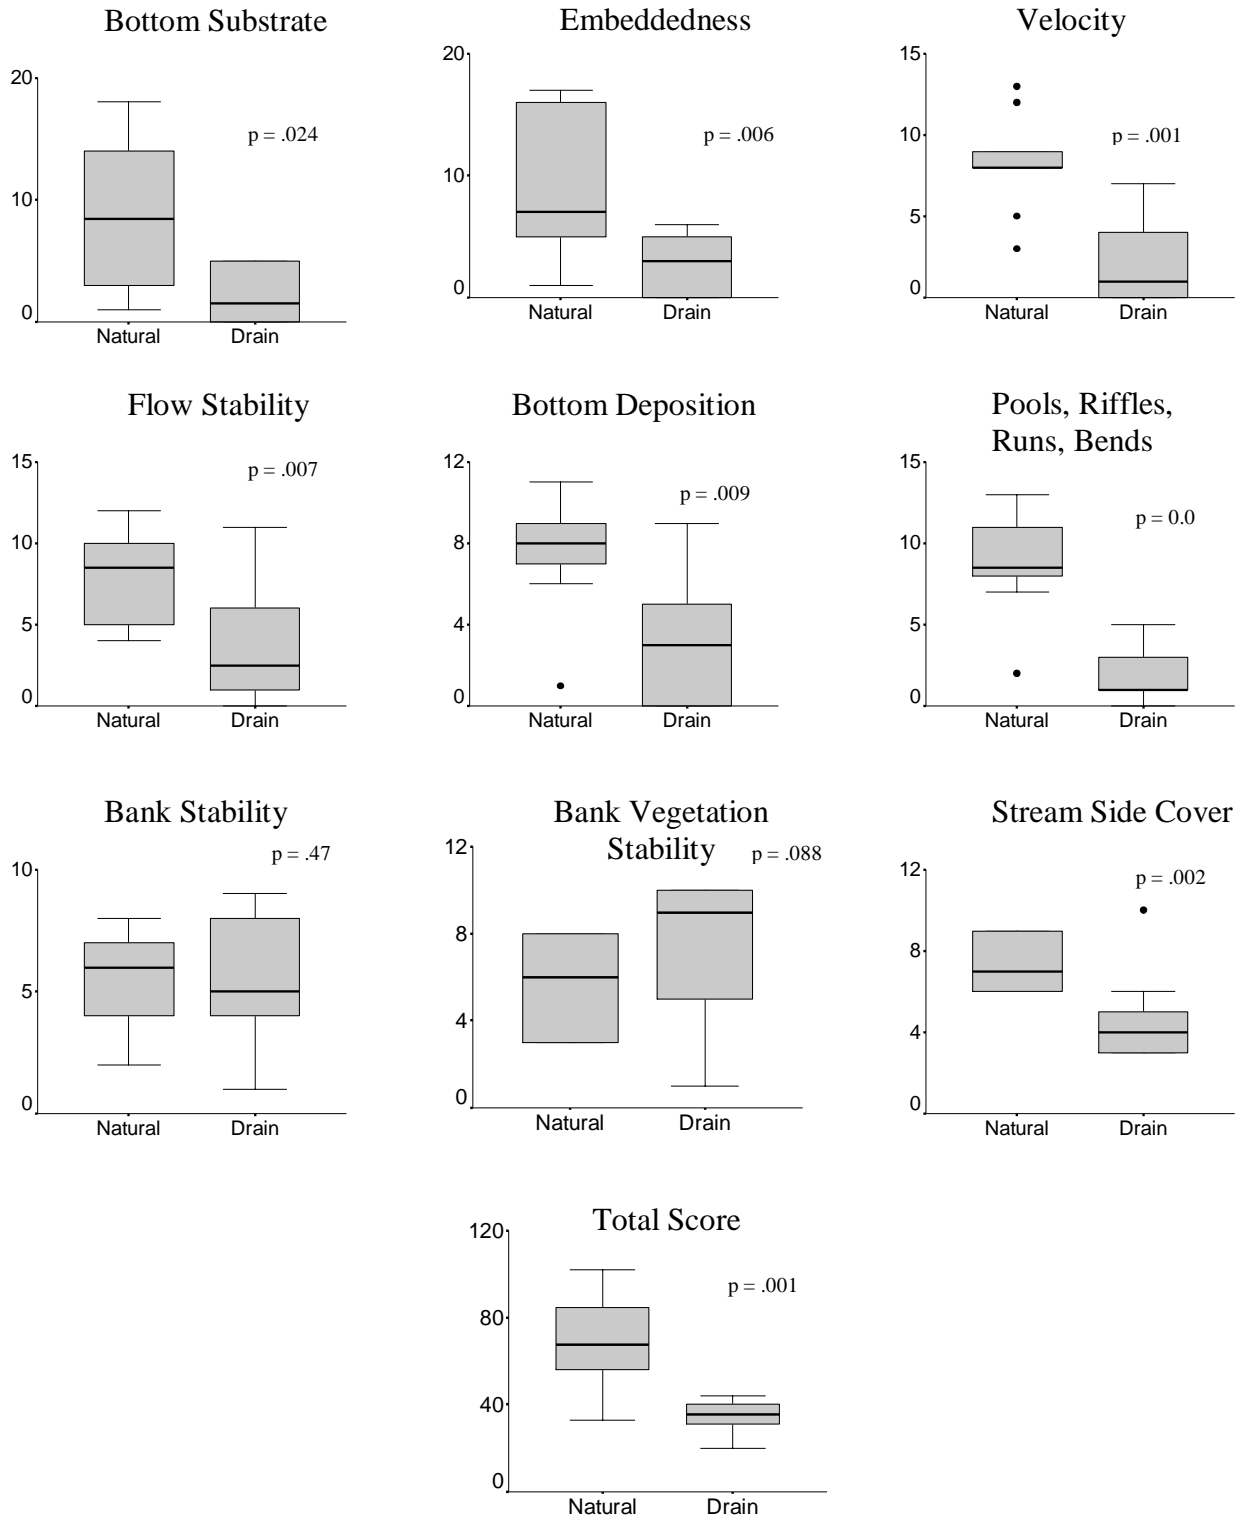 Bottom Substrate
20
10
0
p = .024
Natural Drain
Embeddedness
20
10
0
p = .006
Natural Drain
Velocity
15
10
5
0
p = .001
Natural Drain
Flow Stability
15
10
5
0
p = .007
Natural Drain
Bottom Deposition
12
8
4
0
p = .009
Natural Drain
Pools, Riffles,
Runs, Bends
15
10
5
0
p = 0.0
Natural Drain
Bank Stability
10
5
0
p = .47
Natural Drain
Bank Vegetation
Stability
12
8
4
0
p = .088
Natural Drain
Stream Side Cover
12
8
4
0
p = .002
Natural Drain
Total Score
120
80
40
0
p = .001
Natural Drain